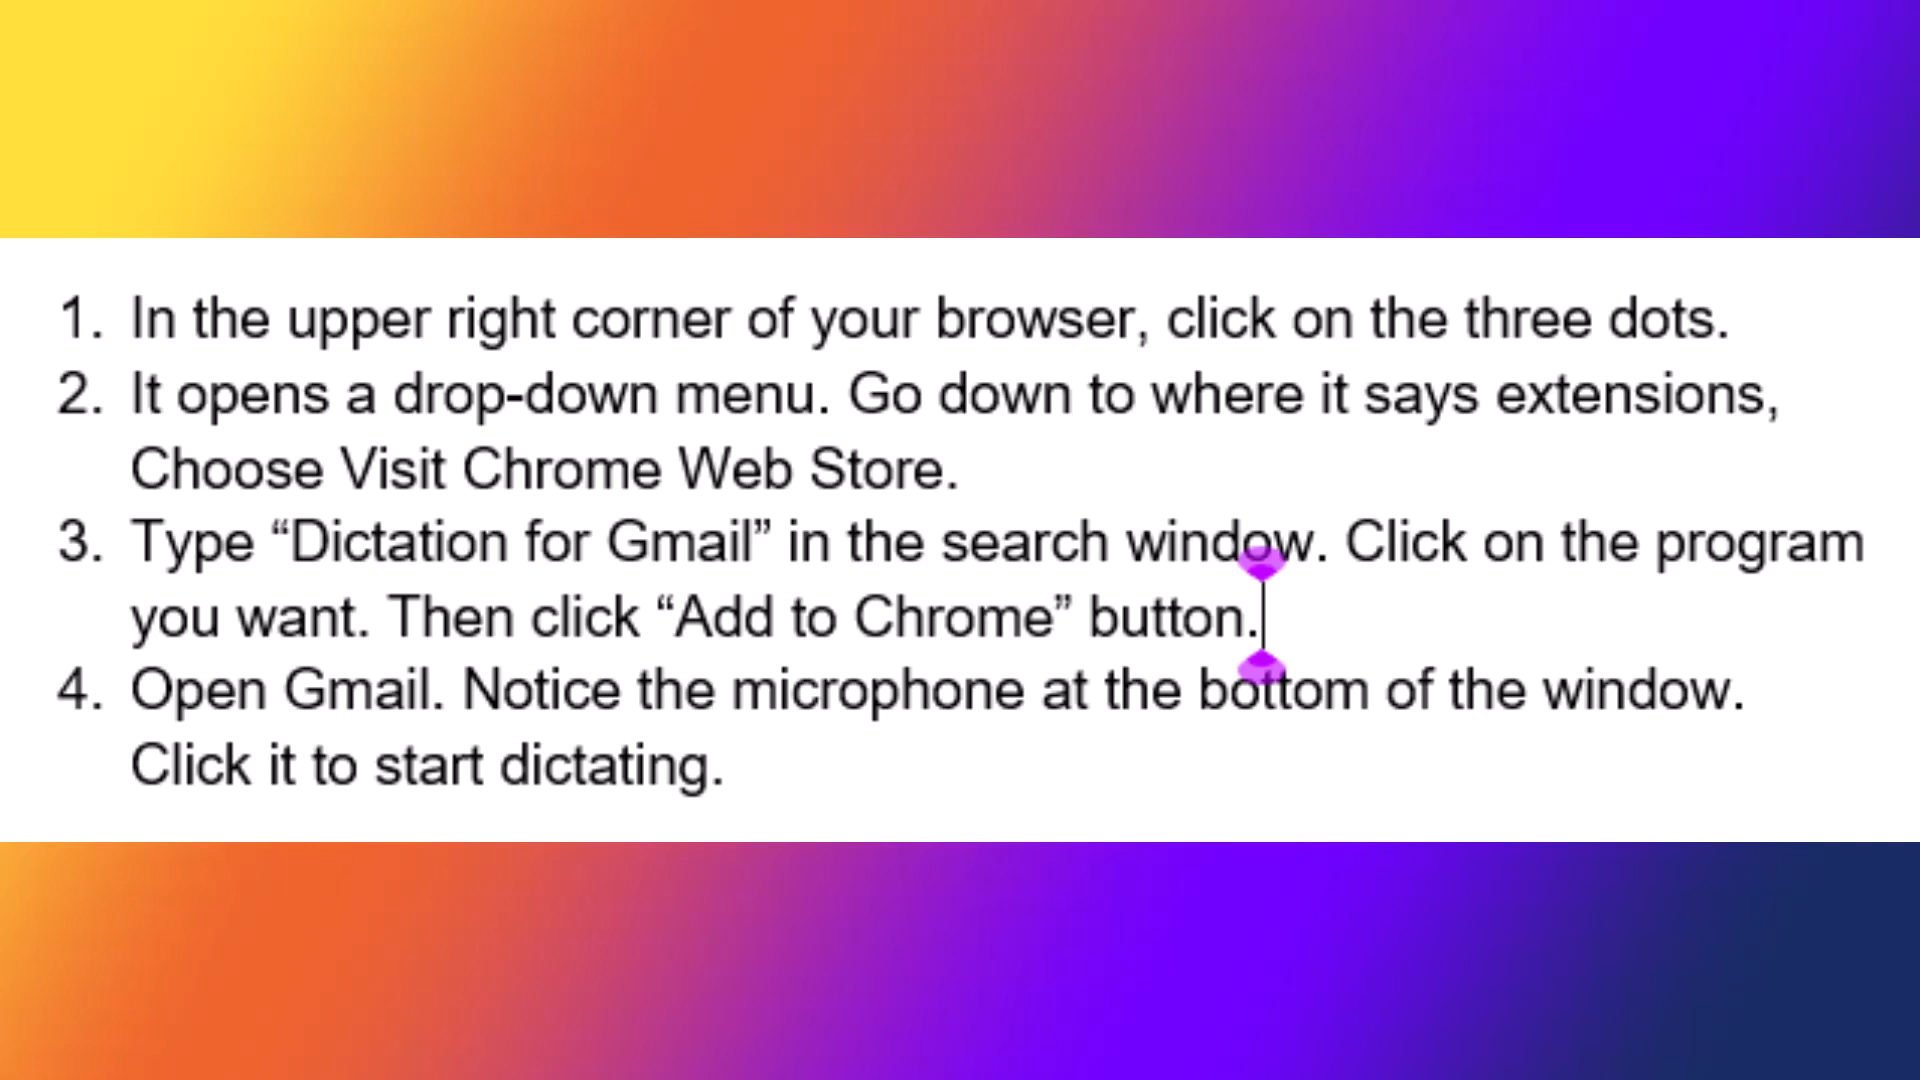 1. In the upper right corner of your browser, click on the three dots.
2. It opens a drop-down menu. Go down to where it says extensions,
Choose Visit Chrome Web Store.
3. Type “Dictation for Gmail” in the search window. Click on the program
you want. Then click “Add to Chrome” button.
4. Open Gmail. Notice the microphone at the bottom of the window.
Click it to start dictating.